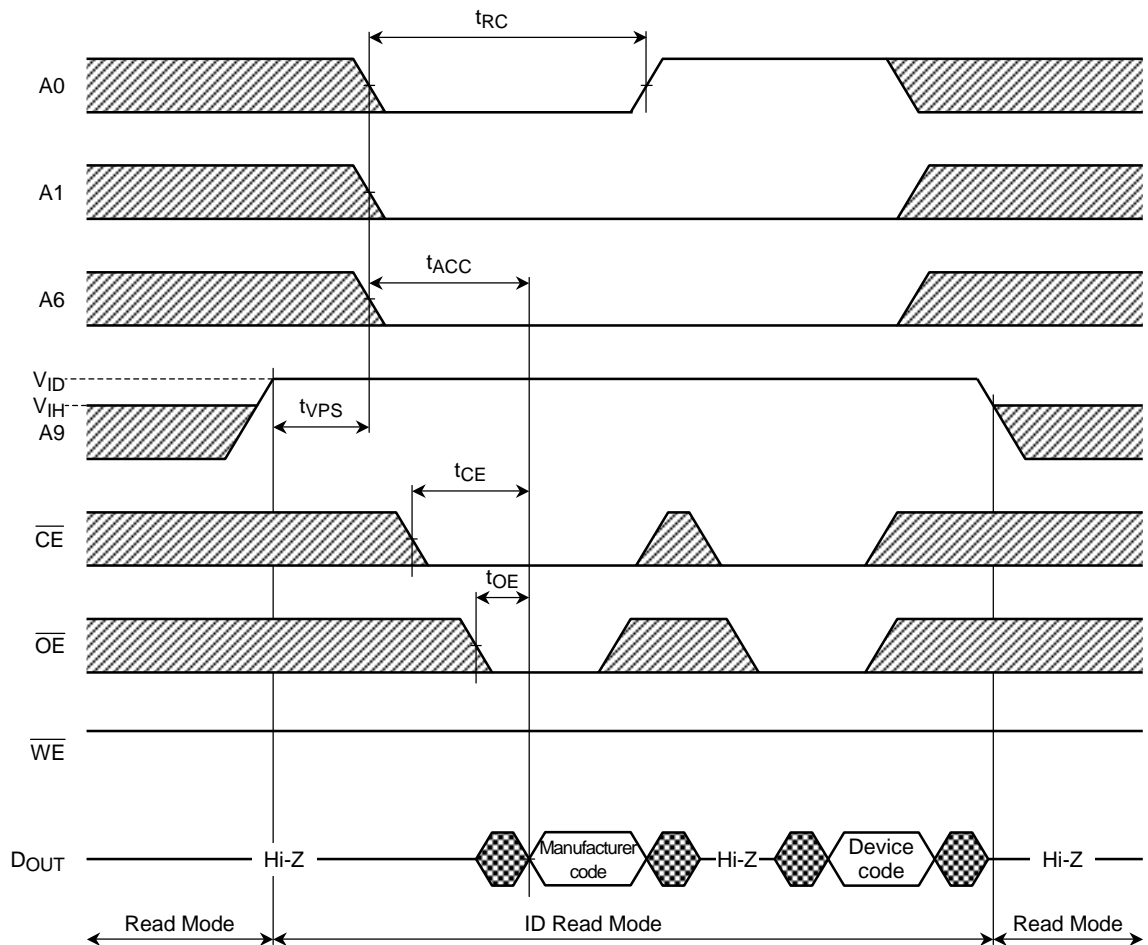 tRC
A0
A1
tACC
A6
VID
VIH
tVPS
A9
tCE
CE
tOE
OE
WE
DOUT
Hi-Z
Manufacturer
code
Hi-Z
Device
code
Hi-Z
Read Mode
ID Read Mode
Read Mode